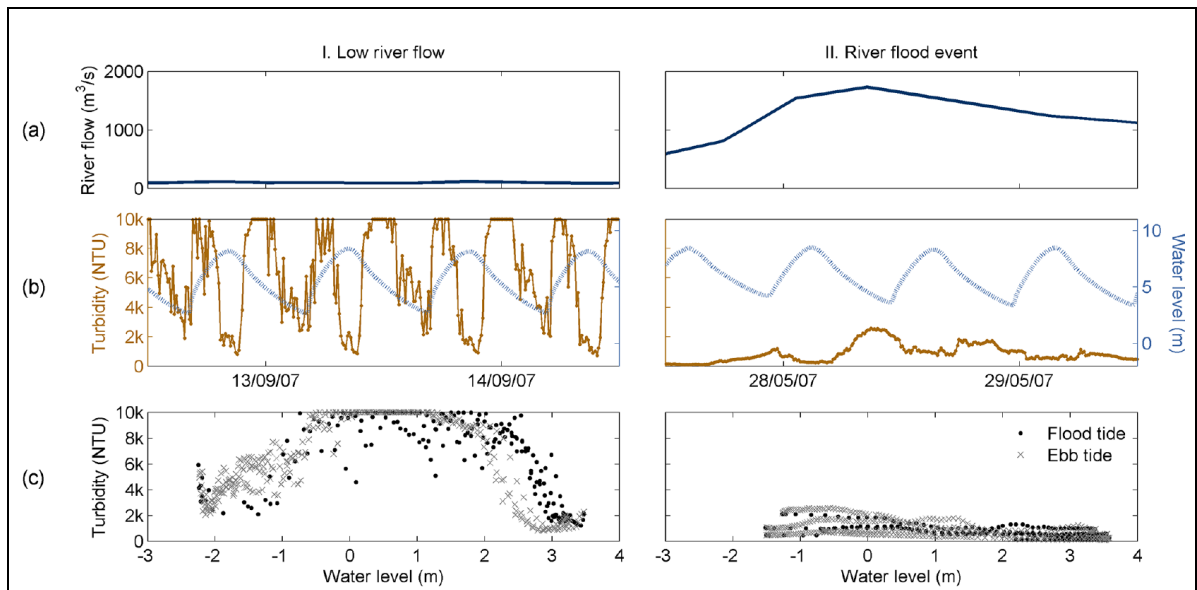 I. Low river flow
II. River flood event
(a)
River flow (m³/s)
2000
1000
0
(b)
Turbidity (NTU)
10k
8k
6k
4k
2k
0
13/09/07
14/09/07
28/05/07
29/05/07
10
5
0
Water level (m)
(c)
Turbidity (NTU)
10k
8k
6k
4k
2k
0
-3
-2
-1
0
1
2
3
4
Water level (m)
Flood tide
Ebb tide
-3
-2
-1
0
1
2
3
4
Water level (m)